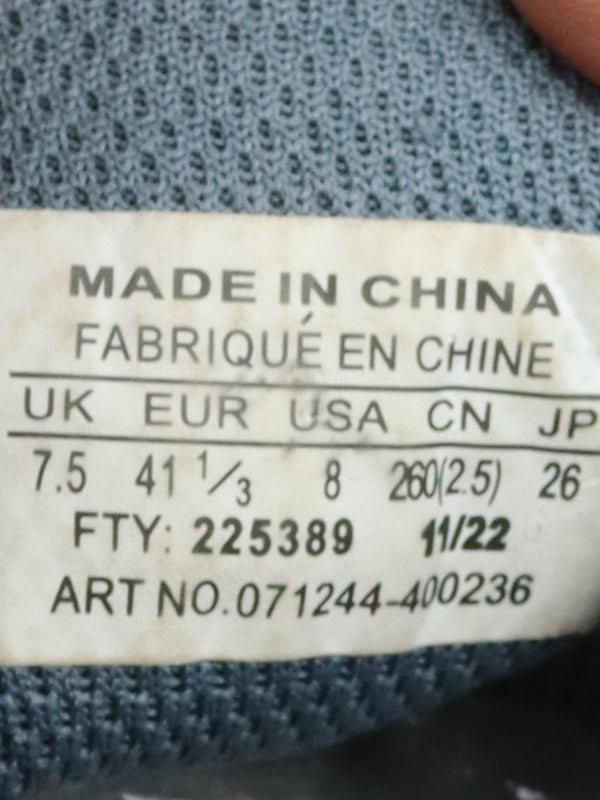 MADE IN CHINA
FABRIQUÉ EN CHINE
UK EUR USA CN JP
7.5 41 1/3 8 260(2.5) 26
FTY: 225389 11/22
ART NO.071244-400236